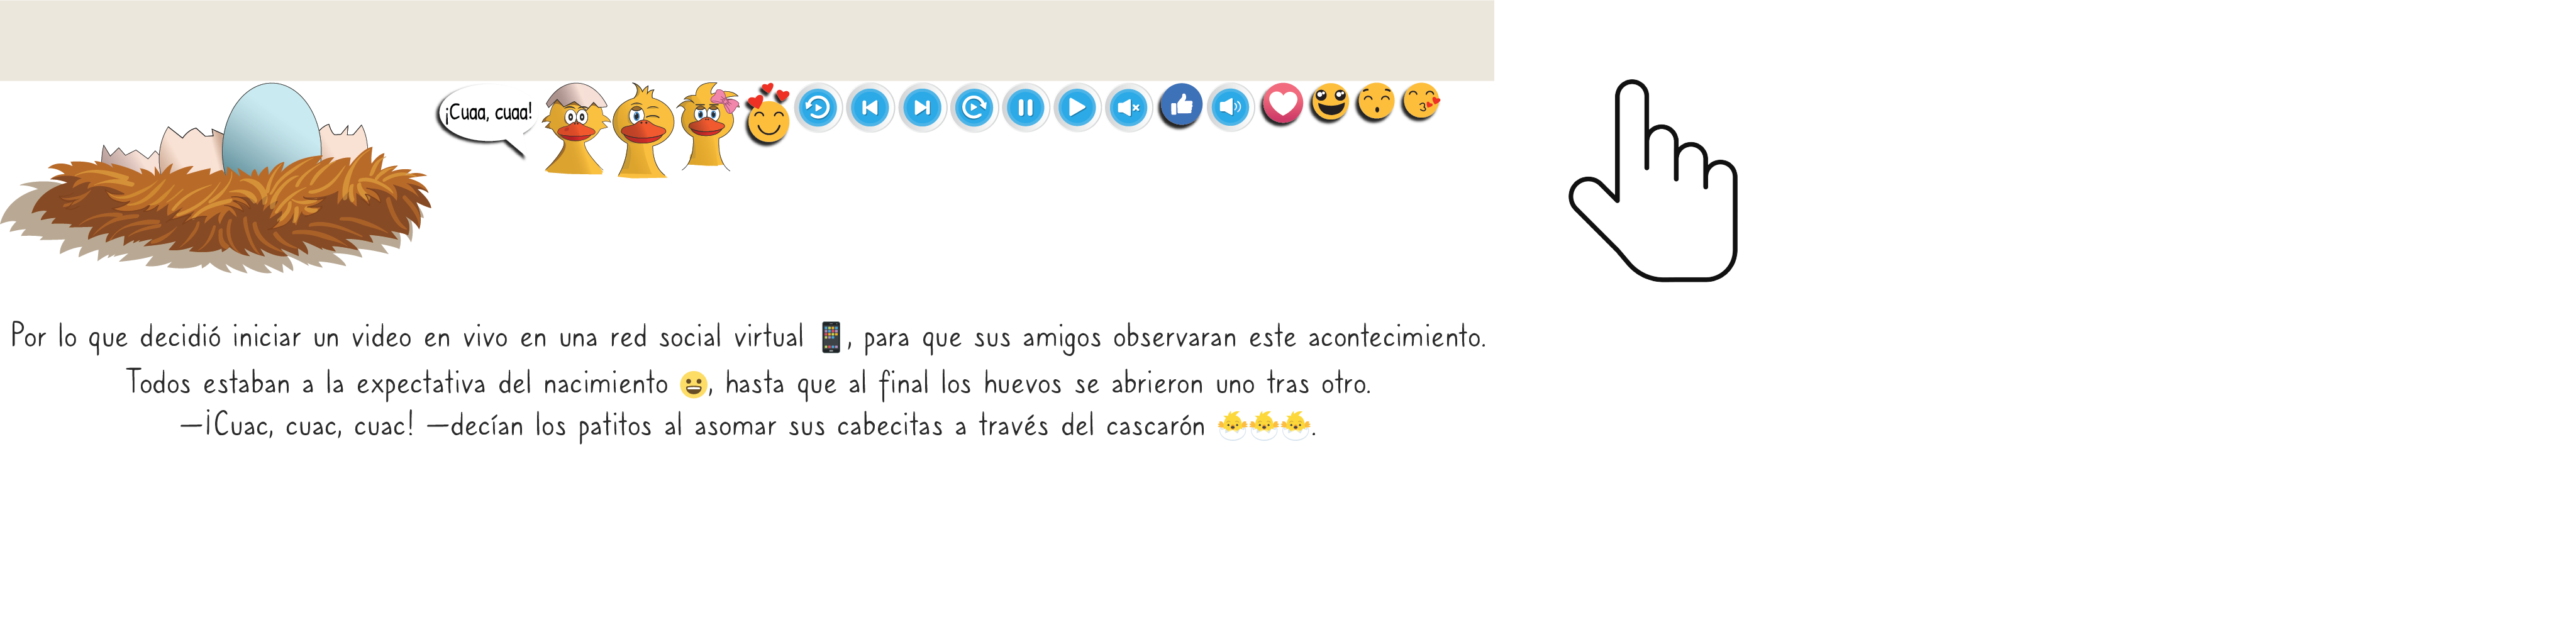 ¡Cuaa, cuaa!
Por lo que decidió iniciar un video en vivo en una red social virtual 📱, para que sus amigos observaran este acontecimiento.
Todos estaban a la expectativa del nacimiento 😀, hasta que al final los huevos se abrieron uno tras otro.
—¡Cuac, cuac, cuac! —decían los patitos al asomar sus cabecitas a través del cascarón 🐣🐣🐣.